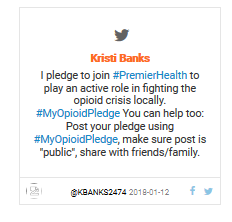 Kristi Banks
I pledge to join #PremierHealth to
play an active role in fighting the
opioid crisis locally.
#MyOpioidPledge You can help too:
Post your pledge using
#MyOpioidPledge, make sure post is
"public", share with friends/family.
@KBANKS2474 2018-01-12